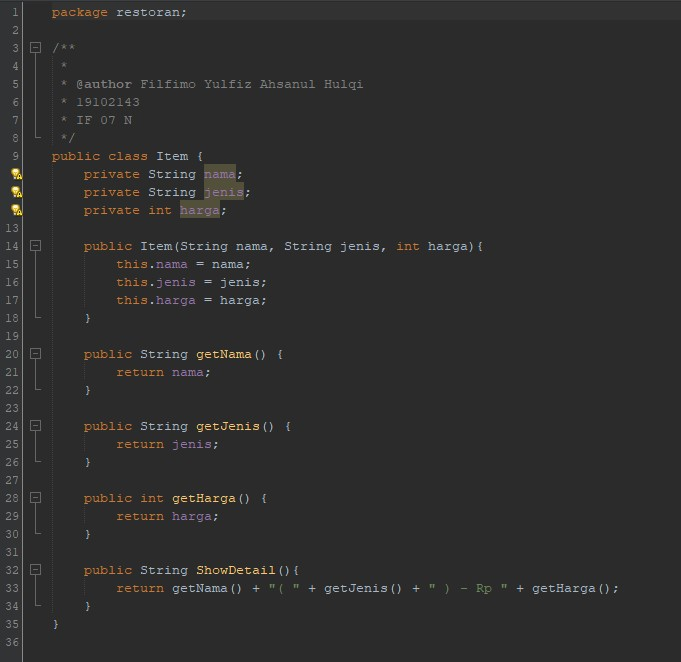 1 package restoran;
2
3 /**
4 *
5 * @author Filfimo Yulfiz Ahsanul Hulqi
6 * 19102143
7 * IF 07 N
8 */
9 public class Item {
private String nama;
private String jenis;
private int harga;
13
14 public Item(String nama, String jenis, int harga){
15 this.nama = nama;
16 this.jenis = jenis;
17 this.harga = harga;
18 }
19
20 public String getNama() {
21 return nama;
22 }
23
24 public String getJenis() {
25 return jenis;
26 }
27
28 public int getHarga() {
29 return harga;
30 }
31
32 public String ShowDetail(){
33 return getNama() + "( " + getJenis() + " ) - Rp " + getHarga();
34 }
35 }
36